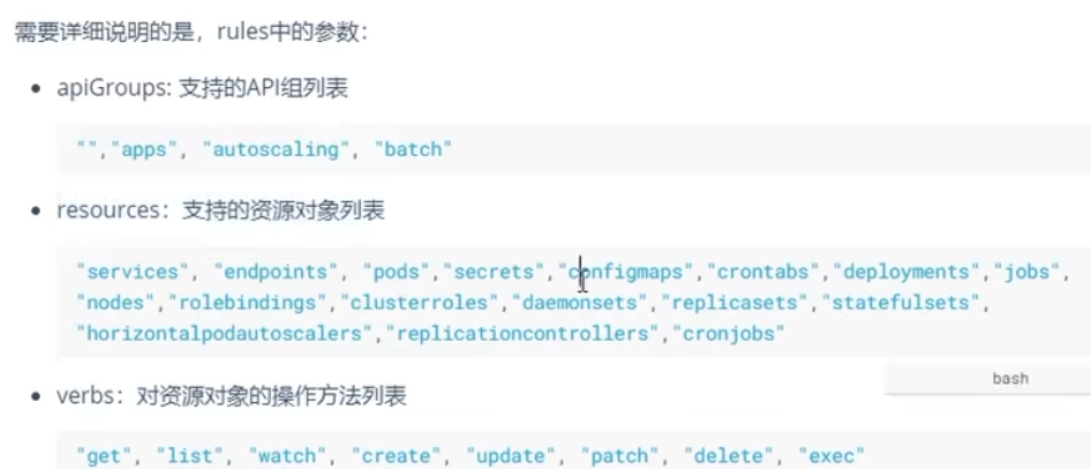 需要详细说明的是，rules中的参数：
apiGroups: 支持的API组列表
"","apps", "autoscaling", "batch"
resources：支持的资源对象列表
"services", "endpoints", "pods","secrets","configmaps","crontabs","deployments","jobs",
"nodes","rolebindings","clusterroles","daemonsets","replicasets","statefulsets",
"horizontalpodautoscalers","replicationcontrollers","cronjobs"
bash
verbs：对资源对象的操作方法列表
"get", "list", "watch", "create", "update", "patch", "delete", "exec"